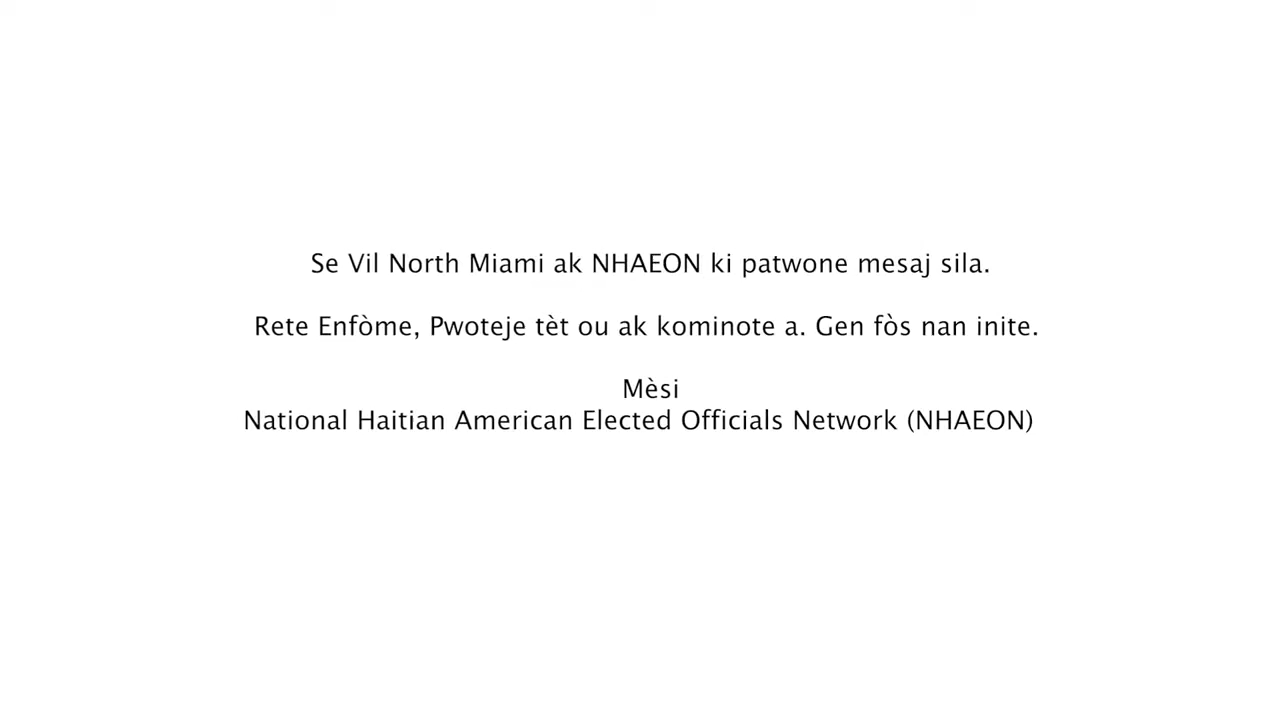 Se Vil North Miami ak NHAEON ki patwone mesaj sila.
Rete Enfòme, Pwoteje tèt ou ak kominote a. Gen fòs nan inite.
Mèsi
National Haitian American Elected Officials Network (NHAEON)